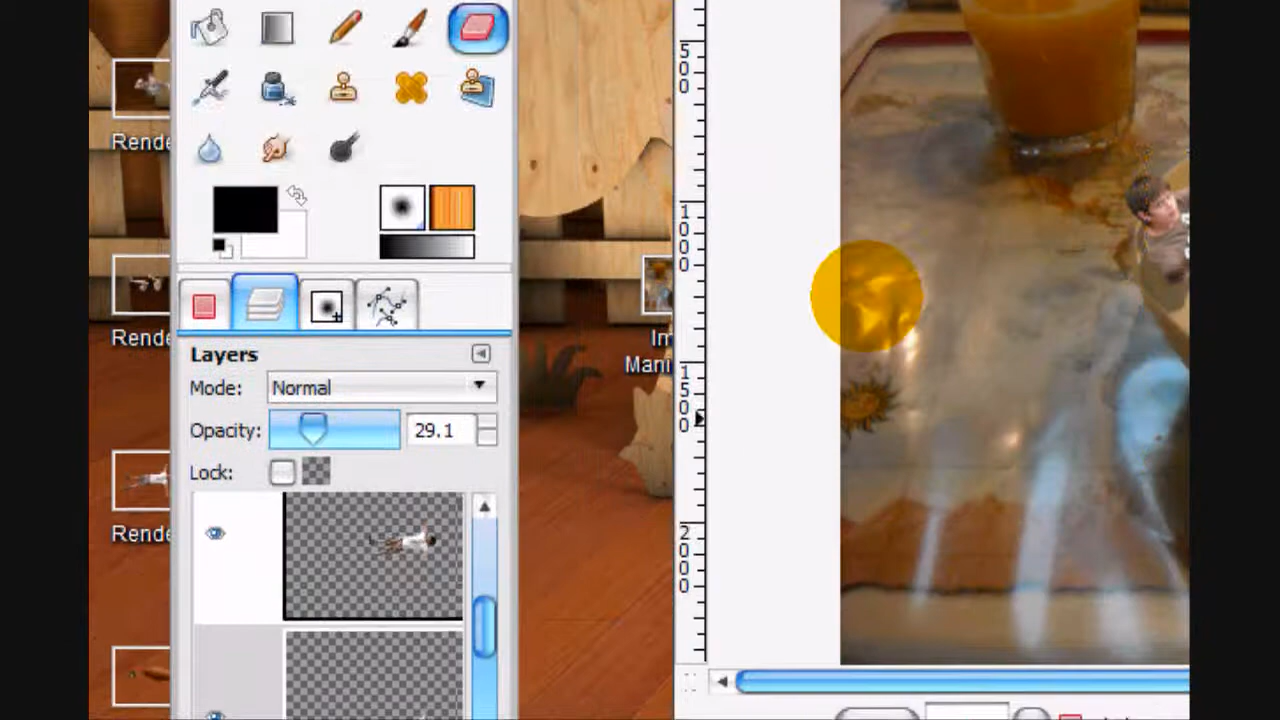 Rende
Rende
Rende
Im
Mani
Layers
Mode: Normal
Opacity: 29.1
Lock:
500
1000
1500
2000